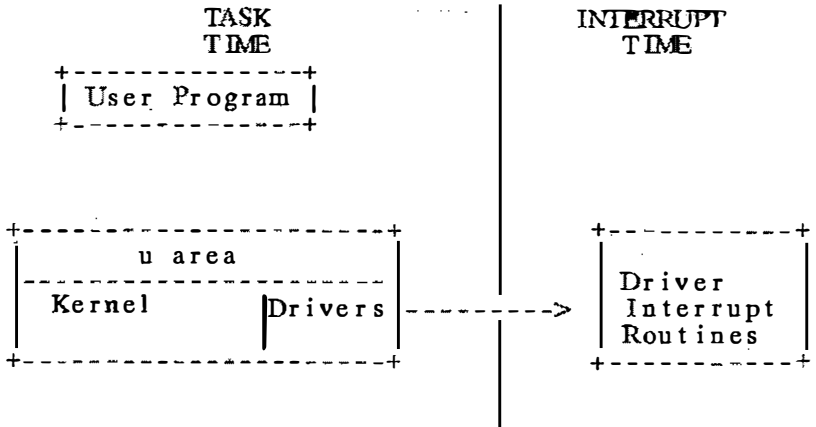 TASK
TIME
INTERRUPT
TIME
User Program
u area
Kernel
Drivers
Driver
Interrupt
Routines